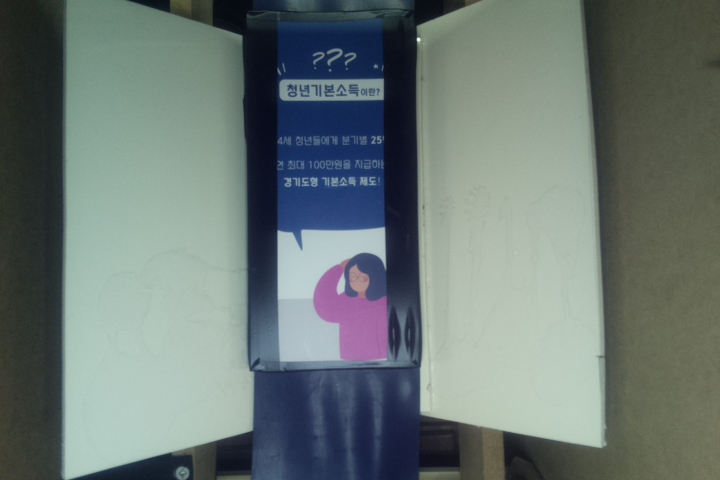 ???
청년기본소득이란?
4세 청년들에게 분기별 25
최대 100만원을 지급하는
경기도형 기본소득 제도!